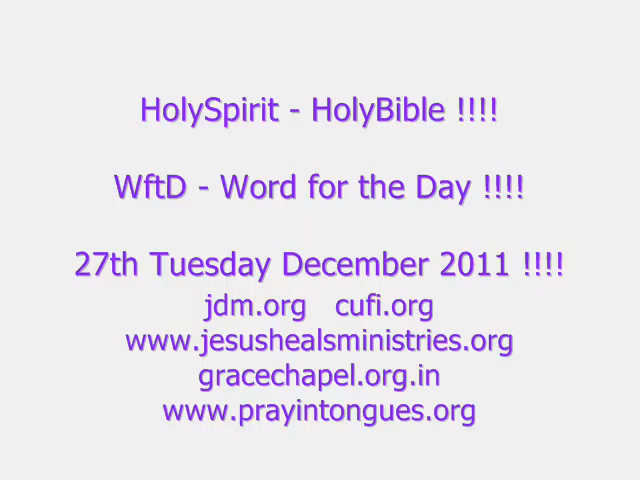 HolySpirit - HolyBible !!!!
WftD - Word for the Day !!!!
27th Tuesday December 2011 !!!!
jdm.org cufi.org
www.jesushealsministries.org
gracechapel.org.in
www.prayintongues.org